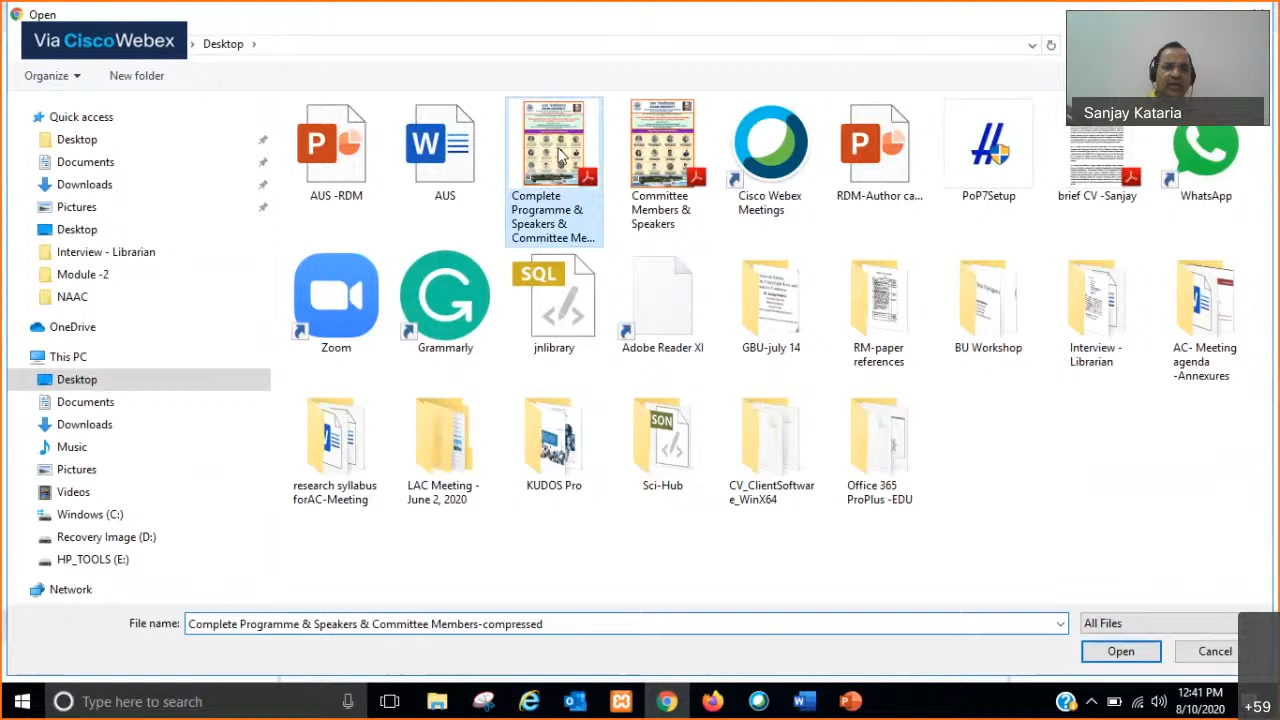 Open
Via CiscoWebex
Desktop
Organize
New folder
Sanjay Kataria
Quick access
Desktop
Documents
Downloads
Pictures
Desktop
Interview - Librarian
Module -2
NAAC
OneDrive
This PC
Desktop
Documents
Downloads
Music
Pictures
Videos
Windows (C:)
Recovery Image (D:)
HP_TOOLS (E:)
Network
AUS -RDM
AUS
Complete
Programme &
Speakers &
Committee Me...
Committee
Members &
Speakers
Cisco Webex
Meetings
RDM-Author ca...
PoP7Setup
brief CV -Sanjay
WhatsApp
Zoom
Grammarly
SQL
jnlibrary
Adobe Reader XI
GBU-july 14
RM-paper
references
BU Workshop
Interview -
Librarian
AC- Meeting
agenda
-Annexures
research syllabus
forAC-Meeting
LAC Meeting -
June 2, 2020
KUDOS Pro
SON
Sci-Hub
CV_ClientSoftwar
e_WinX64
Office 365
ProPlus -EDU
File name:
Complete Programme & Speakers & Committee Members-compressed
All Files
Open
Cancel
Type here to search
12:41 PM
8/10/2020
+59